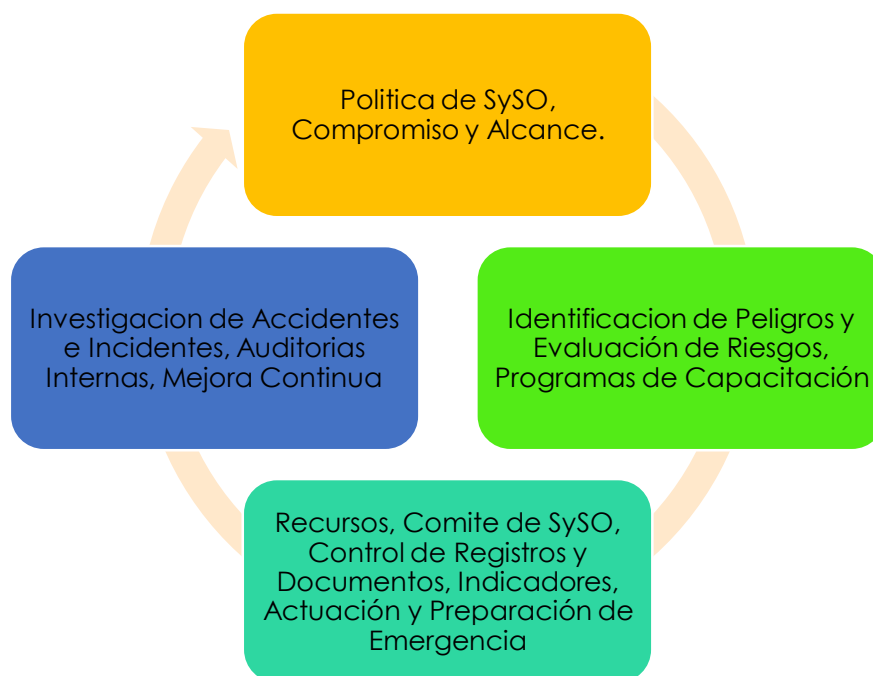 Politica de SySO,
Compromiso y Alcance.
Identificacion de Peligros y
Evaluación de Riesgos,
Programas de Capacitación
Recursos, Comite de SySO,
Control de Registros y
Documentos, Indicadores,
Actuación y Preparación de
Emergencia
Investigacion de Accidentes
e Incidentes, Auditorias
Internas, Mejora Continua